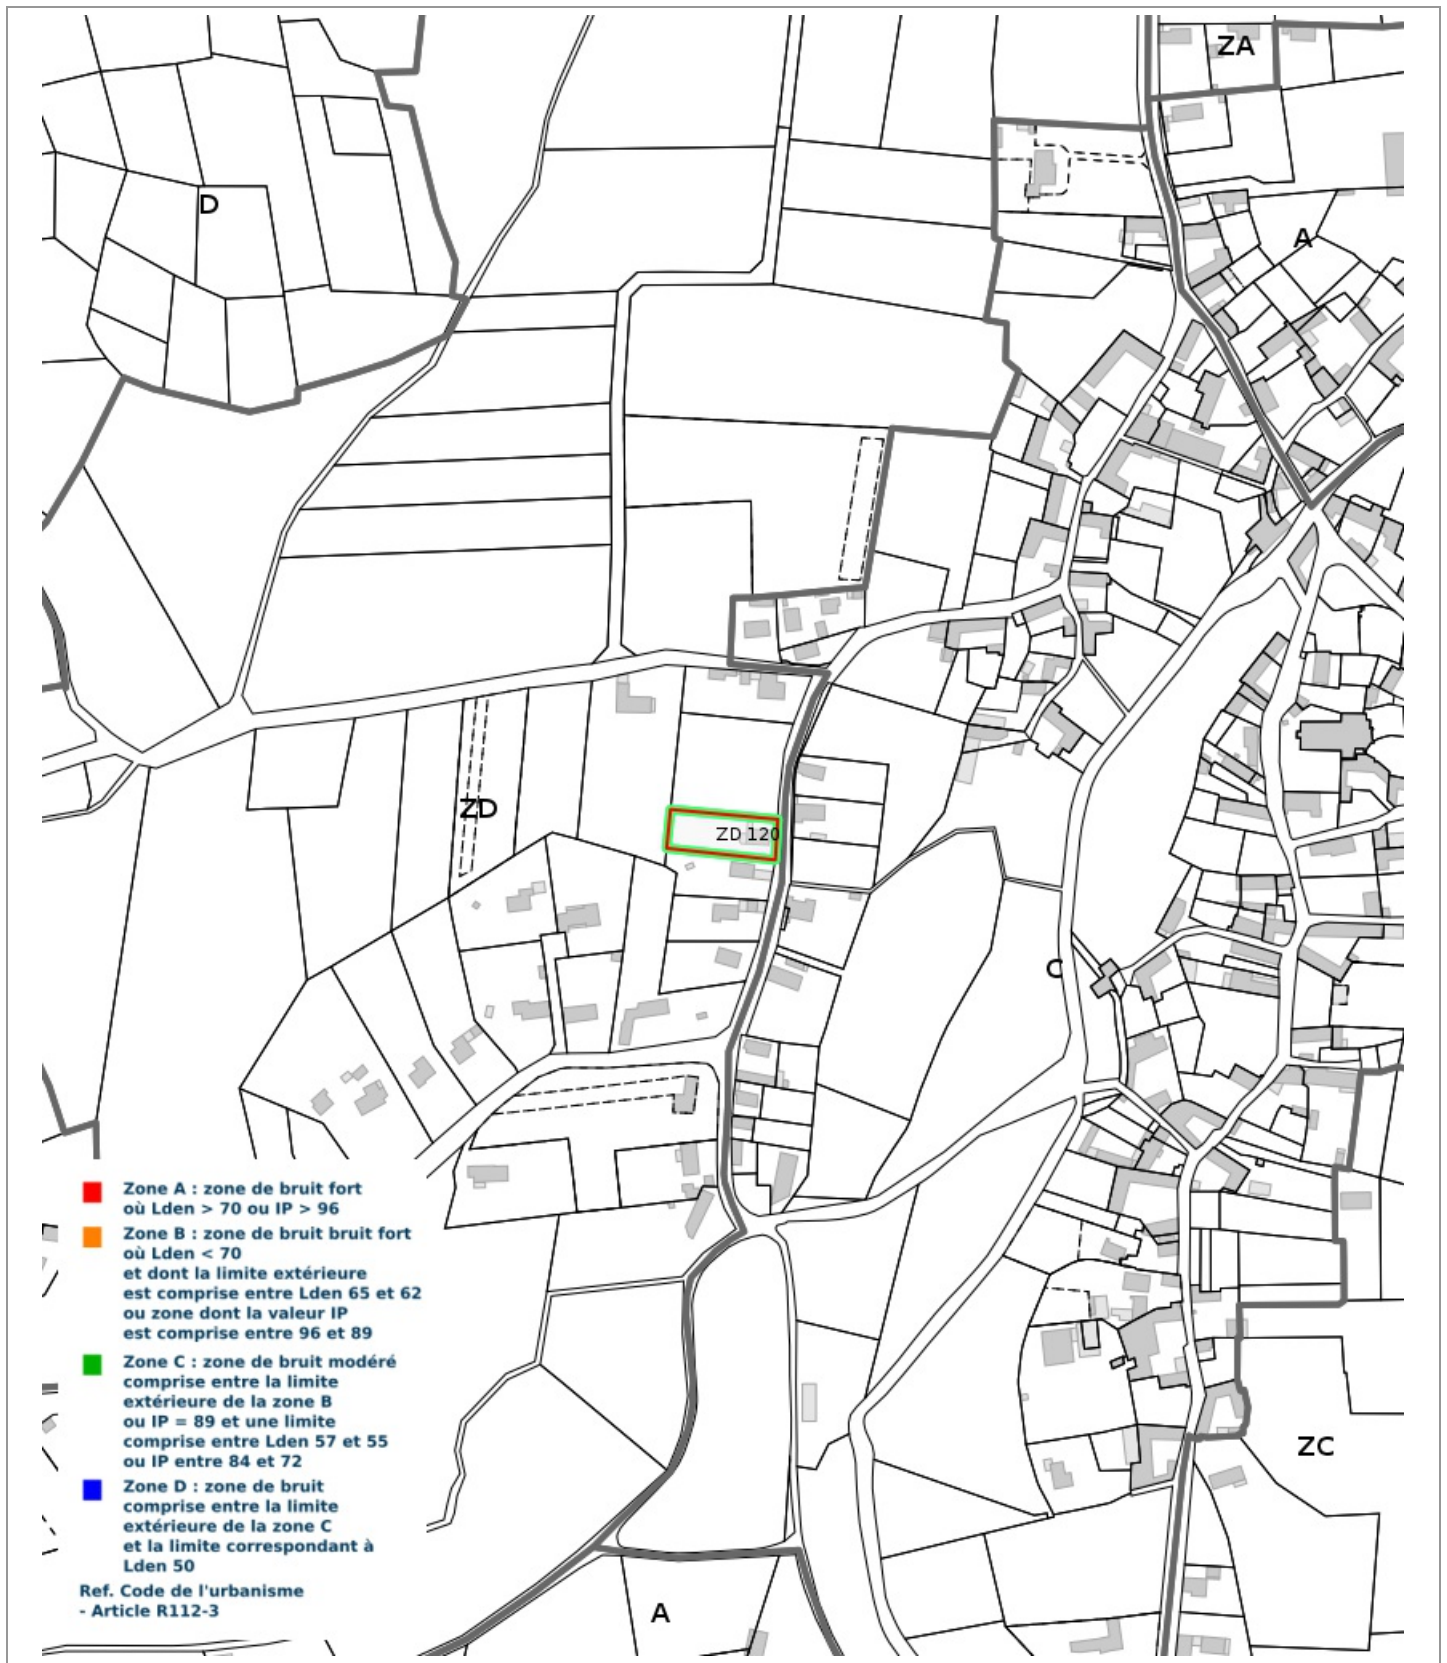 ZA
D
A
ZD
ZD 120
C
Zone A : zone de bruit fort
où Lden > 70 ou IP > 96
Zone B : zone de bruit bruit fort
où Lden < 70
et dont la limite extérieure
est comprise entre Lden 65 et 62
ou zone dont la valeur IP
est comprise entre 96 et 89
Zone C : zone de bruit modéré
comprise entre la limite
extérieure de la zone B
ou IP = 89 et une limite
comprise entre Lden 57 et 55
ou IP entre 84 et 72
Zone D : zone de bruit
comprise entre la limite
extérieure de la zone C
et la limite correspondant à
Lden 50
Ref. Code de l'urbanisme
- Article R112-3
ZC
A